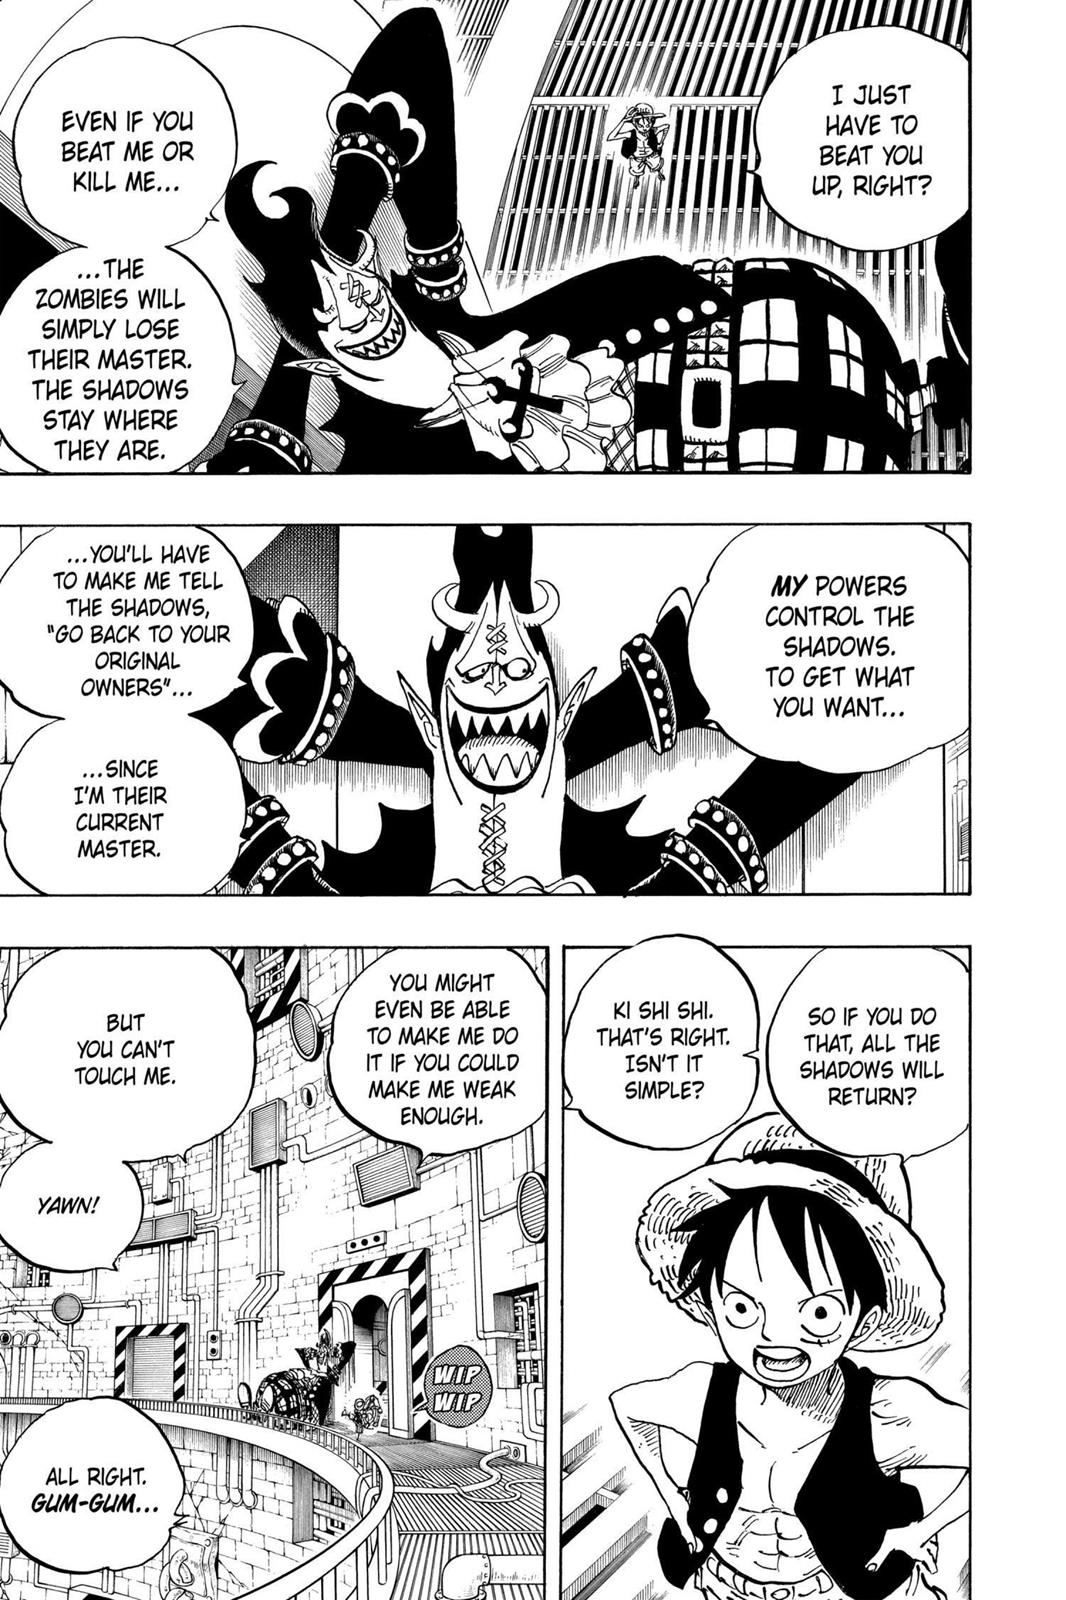 I JUST
HAVE TO
BEAT YOU
UP, RIGHT?
EVEN IF YOU
BEAT ME OR
KILL ME...
...THE
ZOMBIES WILL
SIMPLY LOSE
THEIR MASTER.
THE SHADOWS
STAY WHERE
THEY ARE.
MY POWERS
CONTROL THE
SHADOWS.
TO GET WHAT
YOU WANT...
...YOU'LL HAVE
TO MAKE ME TELL
THE SHADOWS,
"GO BACK TO YOUR
ORIGINAL
OWNERS"...
...SINCE
I'M THEIR
CURRENT
MASTER.
SO IF YOU DO
THAT, ALL THE
SHADOWS WILL
RETURN?
KI SHI SHI.
THAT'S RIGHT.
ISN'T IT
SIMPLE?
YOU MIGHT
EVEN BE ABLE
TO MAKE ME DO
IT IF YOU COULD
MAKE ME WEAK
ENOUGH.
BUT
YOU CAN'T
TOUCH ME.
YAWN!
WIP
WIP
ALL RIGHT.
GUM-GUM...